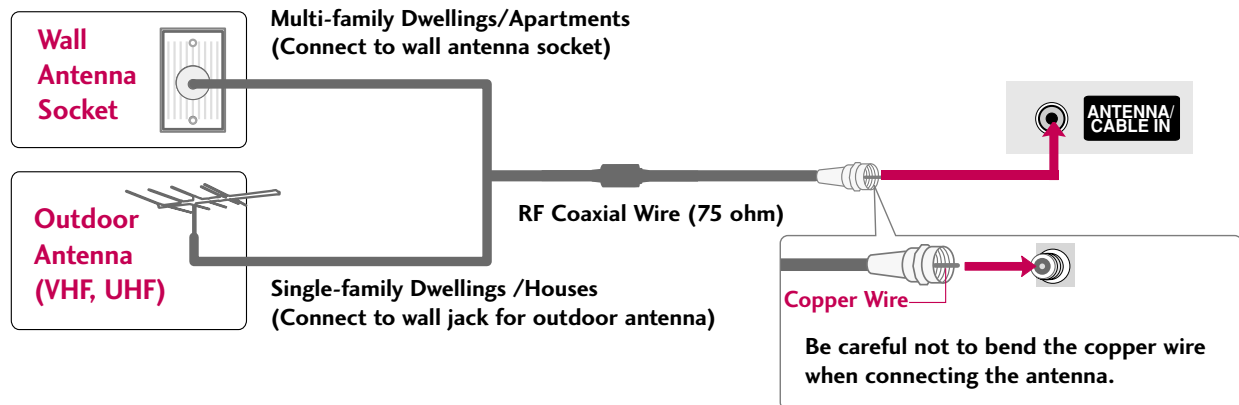 Wall
Antenna
Socket
Multi-family Dwellings/Apartments
(Connect to wall antenna socket)
ANTENNA/
CABLE IN
RF Coaxial Wire (75 ohm)
Outdoor
Antenna
(VHF, UHF)
Single-family Dwellings /Houses
(Connect to wall jack for outdoor antenna)
Copper Wire
Be careful not to bend the copper wire
when connecting the antenna.